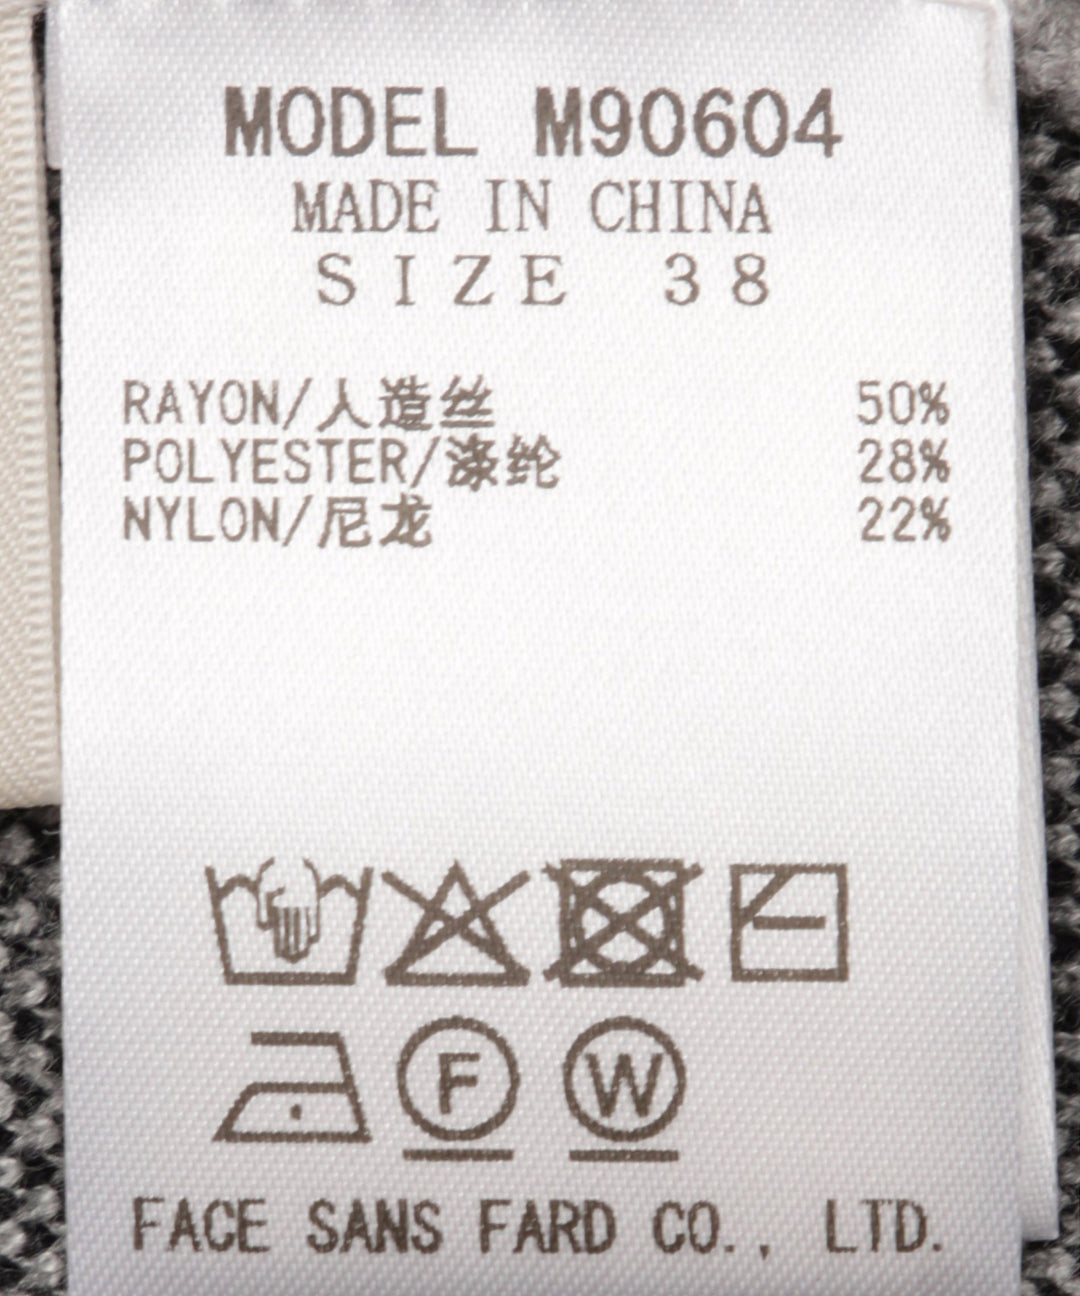 MODEL M90604
MADE IN CHINA
SIZE 38
RAYON/人造丝 50%
POLYESTER/涤纶 28%
NYLON/尼龙 22%
F W
FACE SANS FARD CO., LTD.